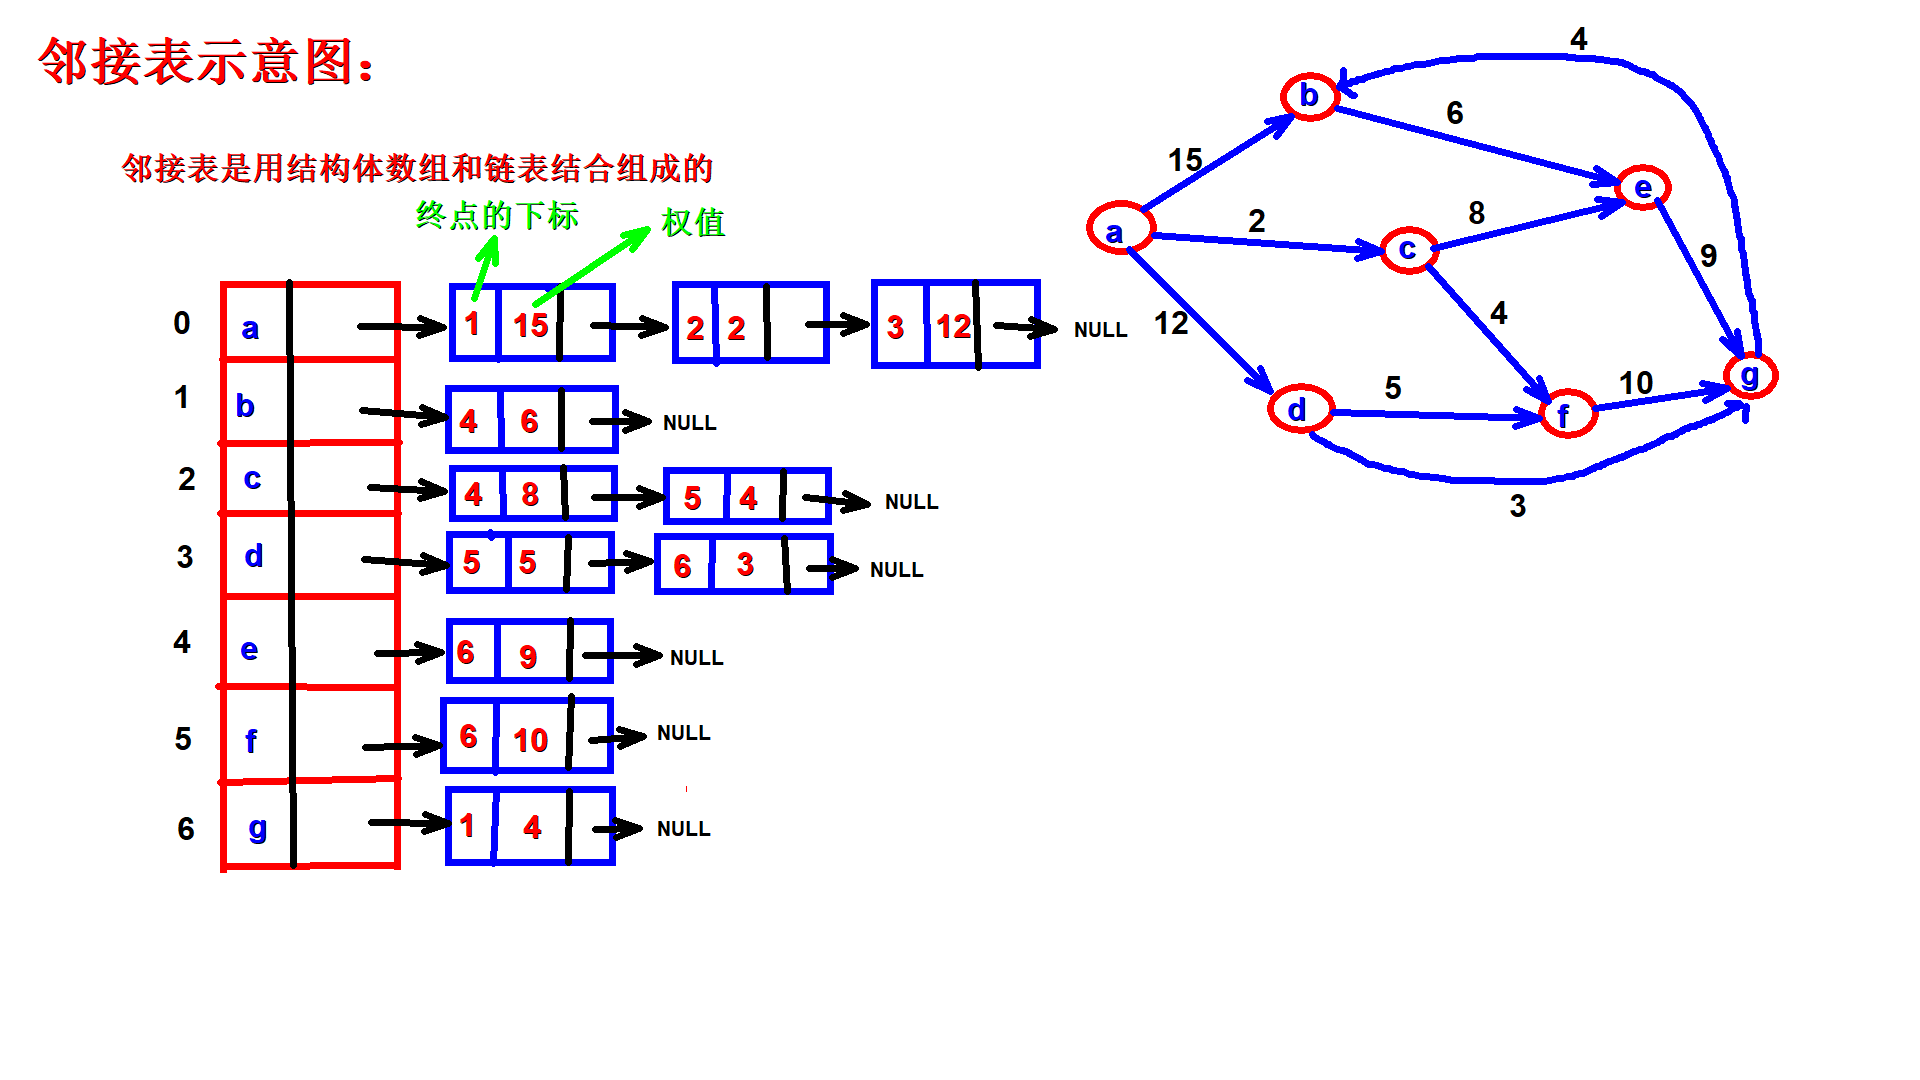 邻接表示意图:
邻接表是用结构体数组和链表结合组成的
终点的下标 权值
0 a 1 15 2 2 3 12 NULL
1 b 4 6 NULL
2 c 4 8 5 4 NULL
3 d 5 5 6 3 NULL
4 e 6 9 NULL
5 f 6 10 NULL
6 g 1 4 NULL
4
b
6
15
e
a
2
c
8
9
12
4
d
5
f
10
g
3